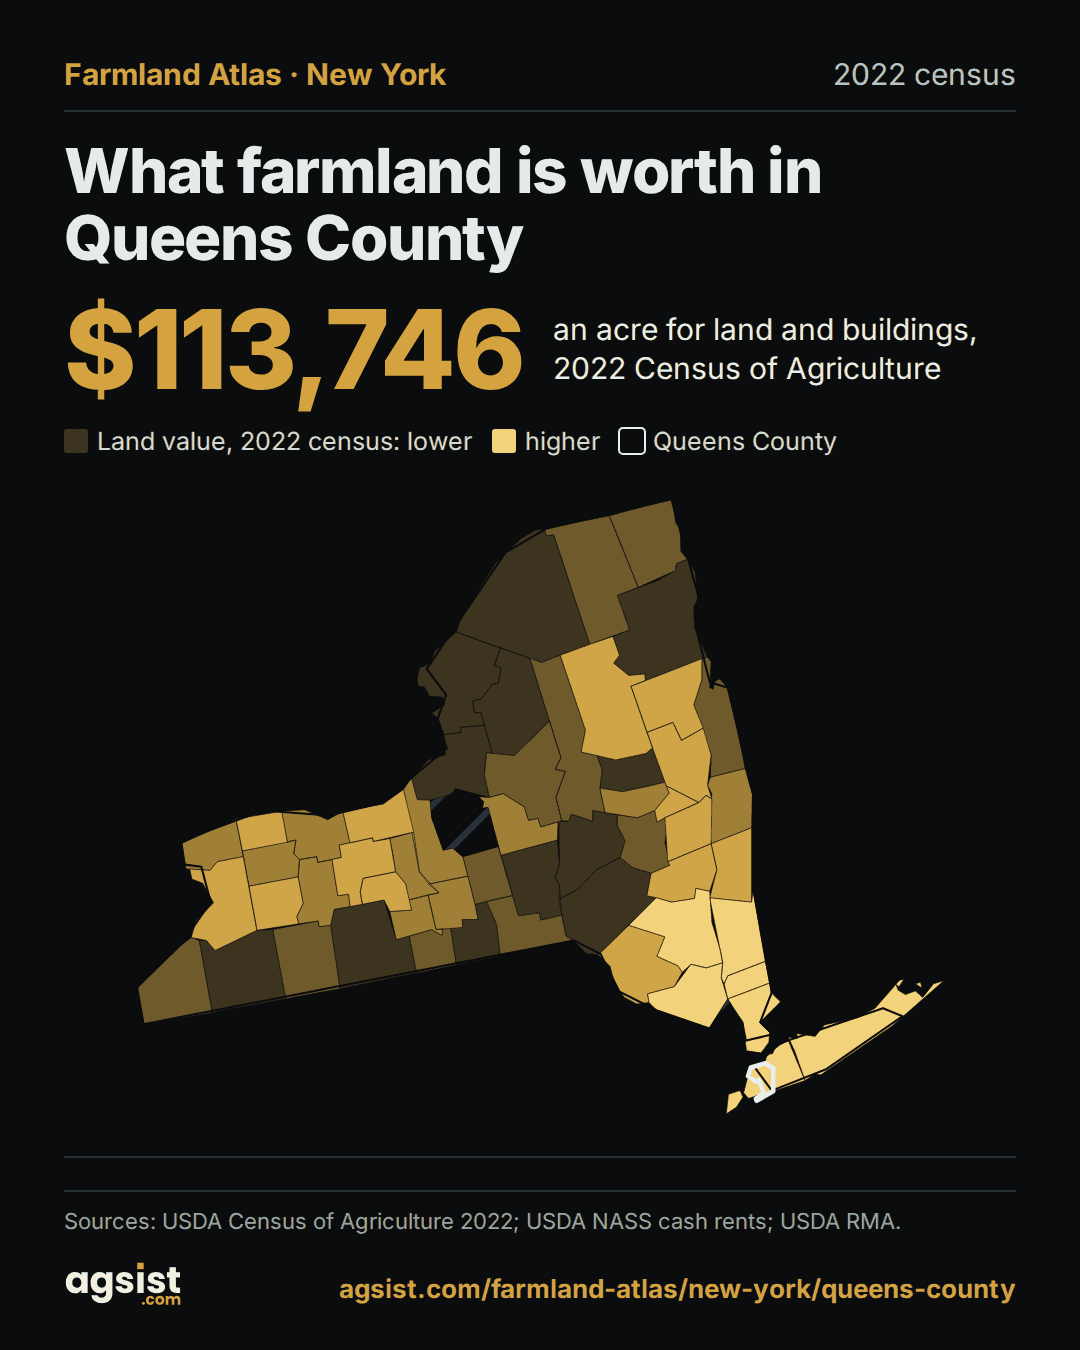 Farmland Atlas · New York
2022 census
What farmland is worth in
Queens County
$113,746
an acre for land and buildings,
2022 Census of Agriculture
Land value, 2022 census: lower
higher
Queens County
Sources: USDA Census of Agriculture 2022; USDA NASS cash rents; USDA RMA.
agsist
.com
agsist.com/farmland-atlas/new-york/queens-county